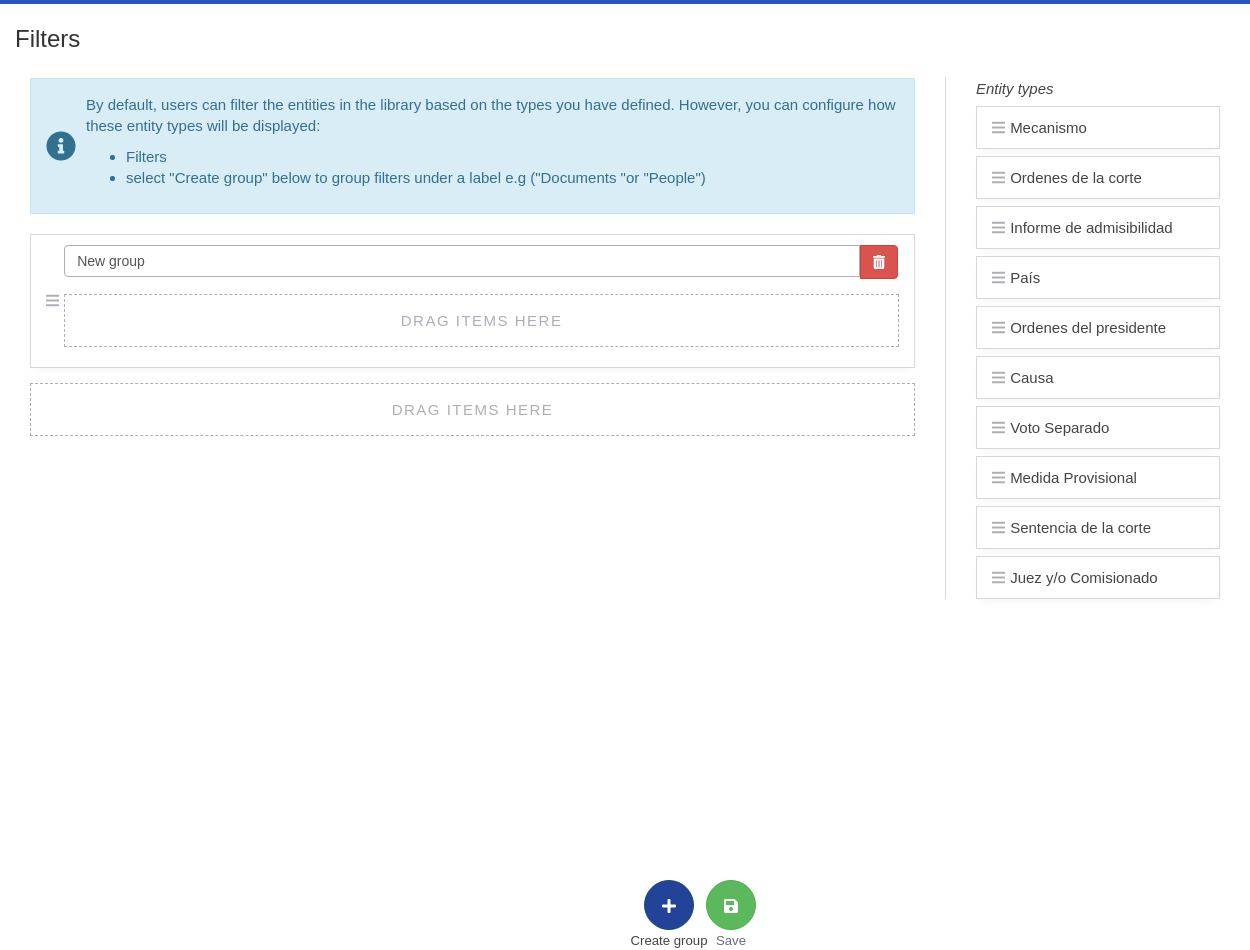 Filters
By default, users can filter the entities in the library based on the types you have defined. However, you can configure how
these entity types will be displayed:
Filters
select "Create group" below to group filters under a label e.g ("Documents "or "People")
New group
DRAG ITEMS HERE
DRAG ITEMS HERE
Entity types
Mecanismo
Ordenes de la corte
Informe de admisibilidad
País
Ordenes del presidente
Causa
Voto Separado
Medida Provisional
Sentencia de la corte
Juez y/o Comisionado
Create group
Save